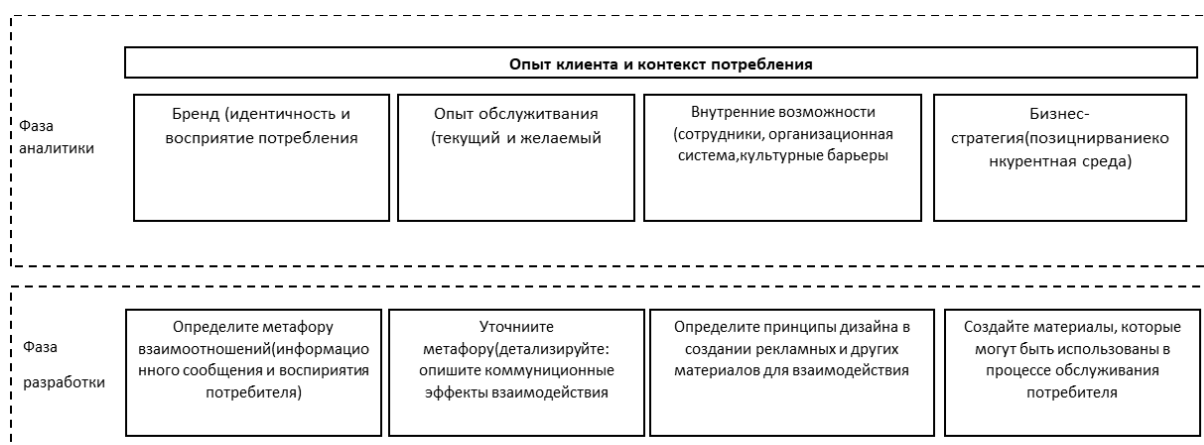 Опыт клиента и контекст потребления
Фаза
аналитики
Бренд (идентичность и
восприятие потребления
Опыт обслужитвания
(текущий и желаемый
Внутренние возможности
(сотрудники, организационная
система,культурные барьеры
Бизнес-
стратегия(позицнирваниеко
нкурентная среда)
Фаза
разработки
Определите метафору
взаимоотношений(информацио
нного сообщения и воспириятия
потребителя)
Уточниите
метафору(детализируйте:
опишите коммуниционные
эффекты взаимодействия
Определите принципы дизайна в
создании рекламных и других
материалов для взаимодействия
Создайте материалы, которые
могут быть использованы в
процессе обслуживания
потребителя